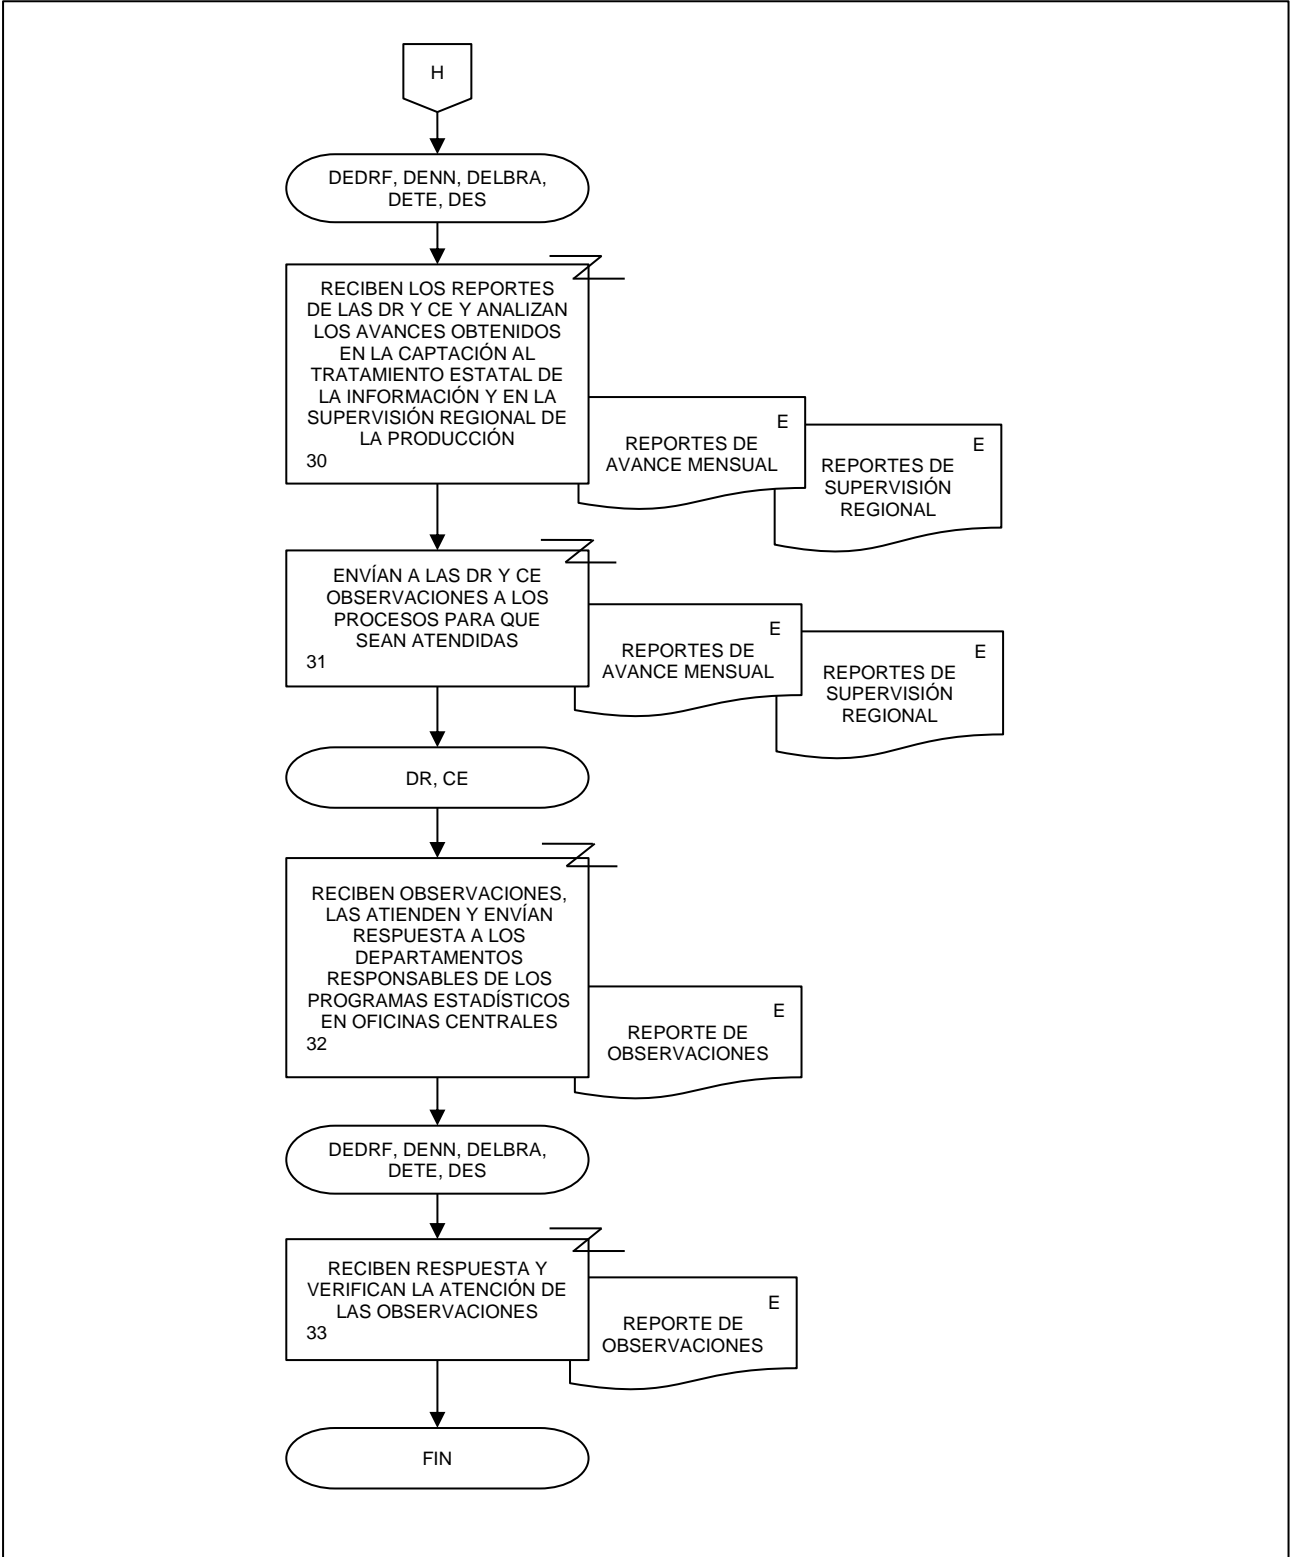 H
DEDRF, DENN, DELBRA,
DETE, DES
RECIBEN LOS REPORTES
DE LAS DR Y CE Y ANALIZAN
LOS AVANCES OBTENIDOS
EN LA CAPTACIÓN AL
TRATAMIENTO ESTATAL DE
LA INFORMACIÓN Y EN LA
SUPERVISIÓN REGIONAL DE
LA PRODUCCIÓN
30
E
REPORTES DE
AVANCE MENSUAL
E
REPORTES DE
SUPERVISIÓN
REGIONAL
ENVÍAN A LAS DR Y CE
OBSERVACIONES A LOS
PROCESOS PARA QUE
SEAN ATENDIDAS
31
E
REPORTES DE
AVANCE MENSUAL
E
REPORTES DE
SUPERVISIÓN
REGIONAL
DR, CE
RECIBEN OBSERVACIONES,
LAS ATIENDEN Y ENVÍAN
RESPUESTA A LOS
DEPARTAMENTOS
RESPONSABLES DE LOS
PROGRAMAS ESTADÍSTICOS
EN OFICINAS CENTRALES
32
E
REPORTE DE
OBSERVACIONES
DEDRF, DENN, DELBRA,
DETE, DES
RECIBEN RESPUESTA Y
VERIFICAN LA ATENCIÓN DE
LAS OBSERVACIONES
33
E
REPORTE DE
OBSERVACIONES
FIN